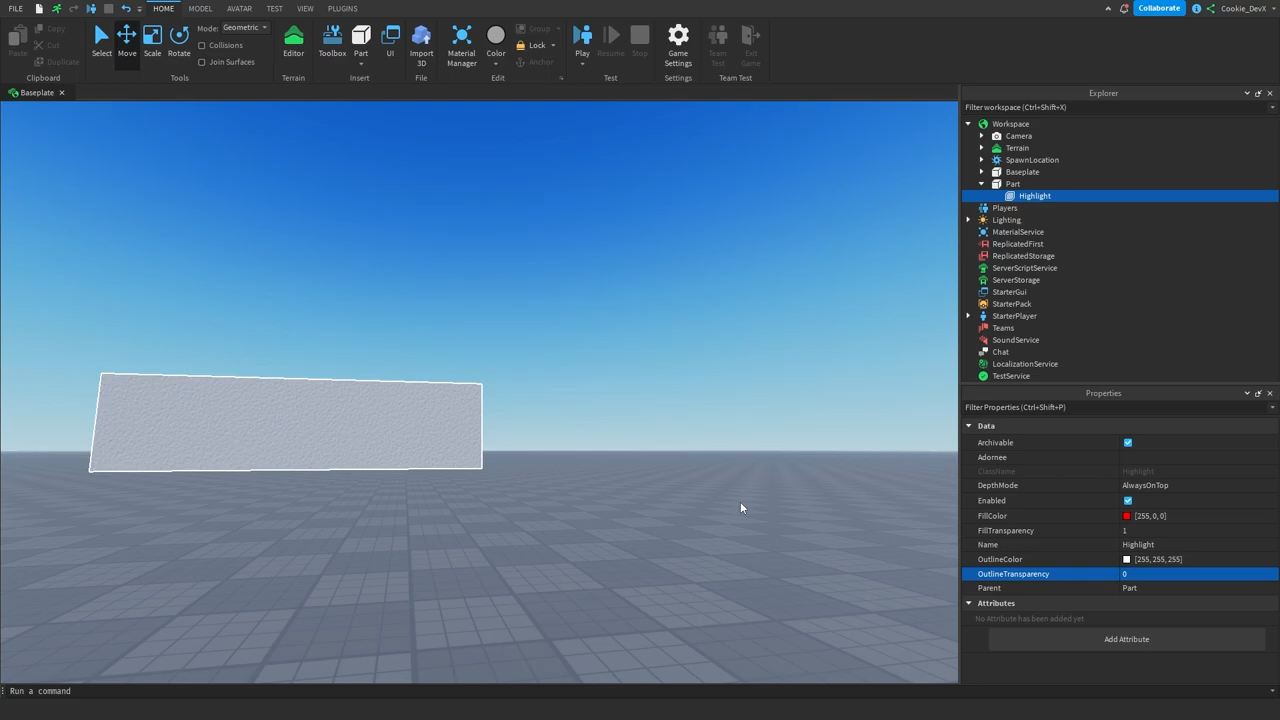 FILE HOME MODEL AVATAR TEST VIEW PLUGINS Collaborate Cookie_DevX
Paste Copy Cut Duplicate
Clipboard
Select Move Scale Rotate Mode: Geometric Collisions Join Surfaces
Tools
Editor
Terrain
Toolbox Part UI
Insert
Import 3D
File
Material Manager Color Group Lock Anchor
Edit
Play Resume Stop
Test
Game Settings
Settings
Team Test Exit Game
Team Test
Baseplate
Explorer
Filter workspace (Ctrl+Shift+X)
Workspace
Camera
Terrain
SpawnLocation
Baseplate
Part
Highlight
Players
Lighting
MaterialService
ReplicatedFirst
ReplicatedStorage
ServerScriptService
ServerStorage
StarterGui
StarterPack
StarterPlayer
Teams
SoundService
Chat
LocalizationService
TestService
Properties
Filter Properties (Ctrl+Shift+P)
Data
Archivable
Adornee
ClassName Highlight
DepthMode AlwaysOnTop
Enabled
FillColor [255, 0, 0]
FillTransparency 1
Name Highlight
OutlineColor [255, 255, 255]
OutlineTransparency 0
Parent Part
Attributes
No Attribute has been added yet
Add Attribute
Run a command